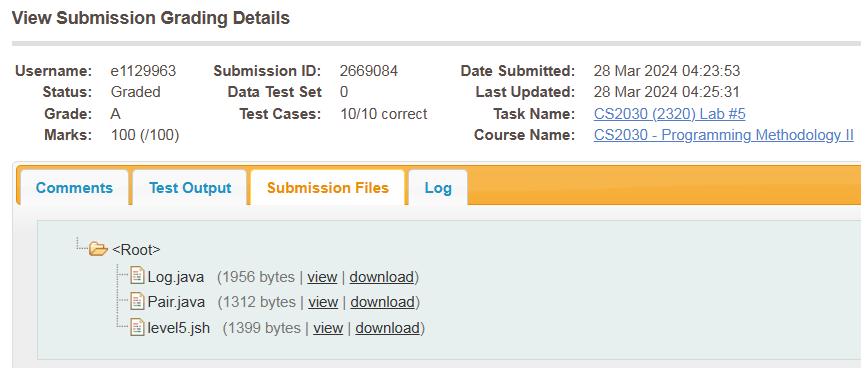 View Submission Grading Details
Username: e1129963 Submission ID: 2669084 Date Submitted: 28 Mar 2024 04:23:53
Status: Graded Data Test Set 0 Last Updated: 28 Mar 2024 04:25:31
Grade: A Test Cases: 10/10 correct Task Name: CS2030 (2320) Lab #5
Marks: 100 (/100) Course Name: CS2030 - Programming Methodology II
Comments Test Output Submission Files Log
<Root>
Log.java (1956 bytes | view | download)
Pair.java (1312 bytes | view | download)
level5.jsh (1399 bytes | view | download)